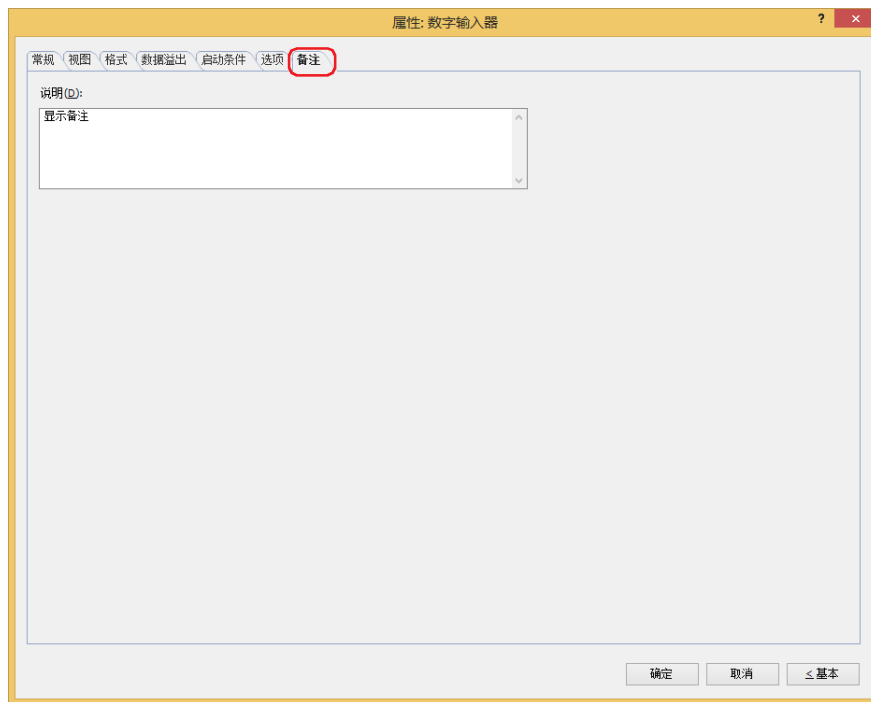 属性: 数字输入器
? ×
常规 视图 格式 数据溢出 启动条件 选项 备注
说明(D):
显示备注
确定 取消 <基本